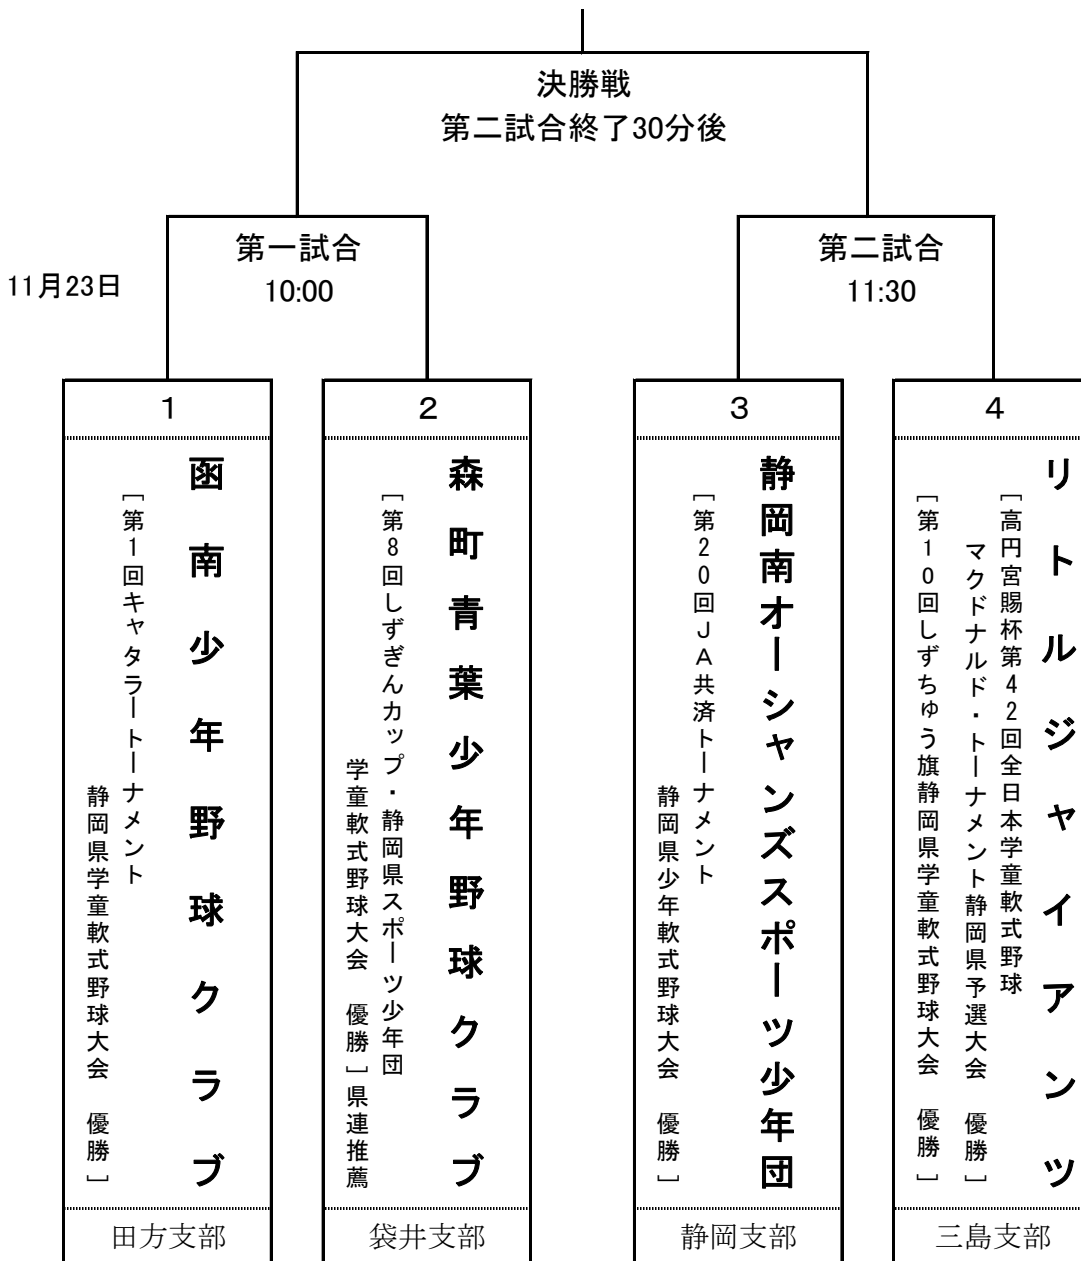 決勝戦
第二試合終了30分後
11月23日
第一試合
10:00
第二試合
11:30
1
函南少年野球クラブ
［第1回キャタラートーナメント
静岡県学童軟式野球大会 優勝］
田方支部
2
森町青葉少年野球クラブ
［第8回しずぎんカップ・静岡県スポーツ少年団
学童軟式野球大会 優勝］県連推薦
袋井支部
3
静岡南オーシャンズスポーツ少年団
［第20回ＪＡ共済トーナメント
静岡県少年軟式野球大会 優勝］
静岡支部
4
リトルジャイアンツ
［高円宮賜杯第42回全日本学童軟式野球
マクドナルド・トーナメント静岡県予選大会 優勝］
［第10回しずちゅう旗静岡県学童軟式野球大会 優勝］
三島支部